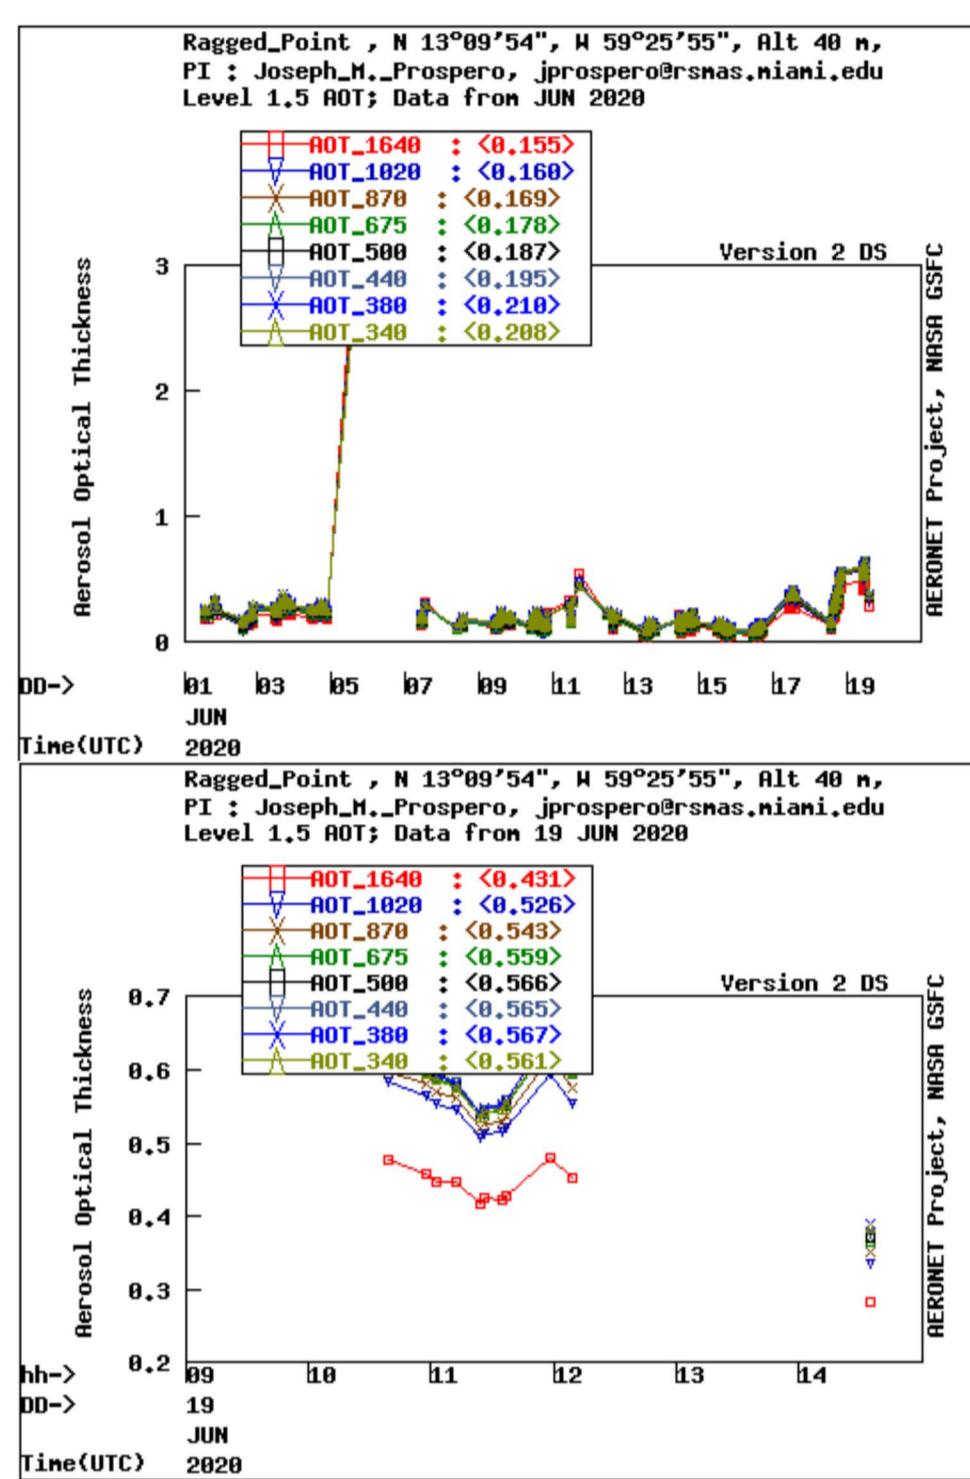 Ragged_Point , N 13°09'54", W 59°25'55", Alt 40 m,
PI : Joseph_M._Prospero, jprospero@rsmas.miami.edu
Level 1.5 AOT; Data from JUN 2020
AOT_1640 : <0.155>
AOT_1020 : <0.160>
AOT_870 : <0.169>
AOT_675 : <0.178>
AOT_500 : <0.187>
AOT_440 : <0.195>
AOT_380 : <0.210>
AOT_340 : <0.208>
Version 2 DS
Aerosol Optical Thickness
3
2
1
0
AERONET Project, NASA GSFC
DD-> 01 03 05 07 09 11 13 15 17 19
JUN
Time(UTC) 2020
Ragged_Point , N 13°09'54", W 59°25'55", Alt 40 m,
PI : Joseph_M._Prospero, jprospero@rsmas.miami.edu
Level 1.5 AOT; Data from 19 JUN 2020
AOT_1640 : <0.431>
AOT_1020 : <0.526>
AOT_870 : <0.543>
AOT_675 : <0.559>
AOT_500 : <0.566>
AOT_440 : <0.565>
AOT_380 : <0.567>
AOT_340 : <0.561>
Version 2 DS
Aerosol Optical Thickness
0.7
0.6
0.5
0.4
0.3
0.2
AERONET Project, NASA GSFC
hh-> 09 10 11 12 13 14
DD-> 19
JUN
Time(UTC) 2020